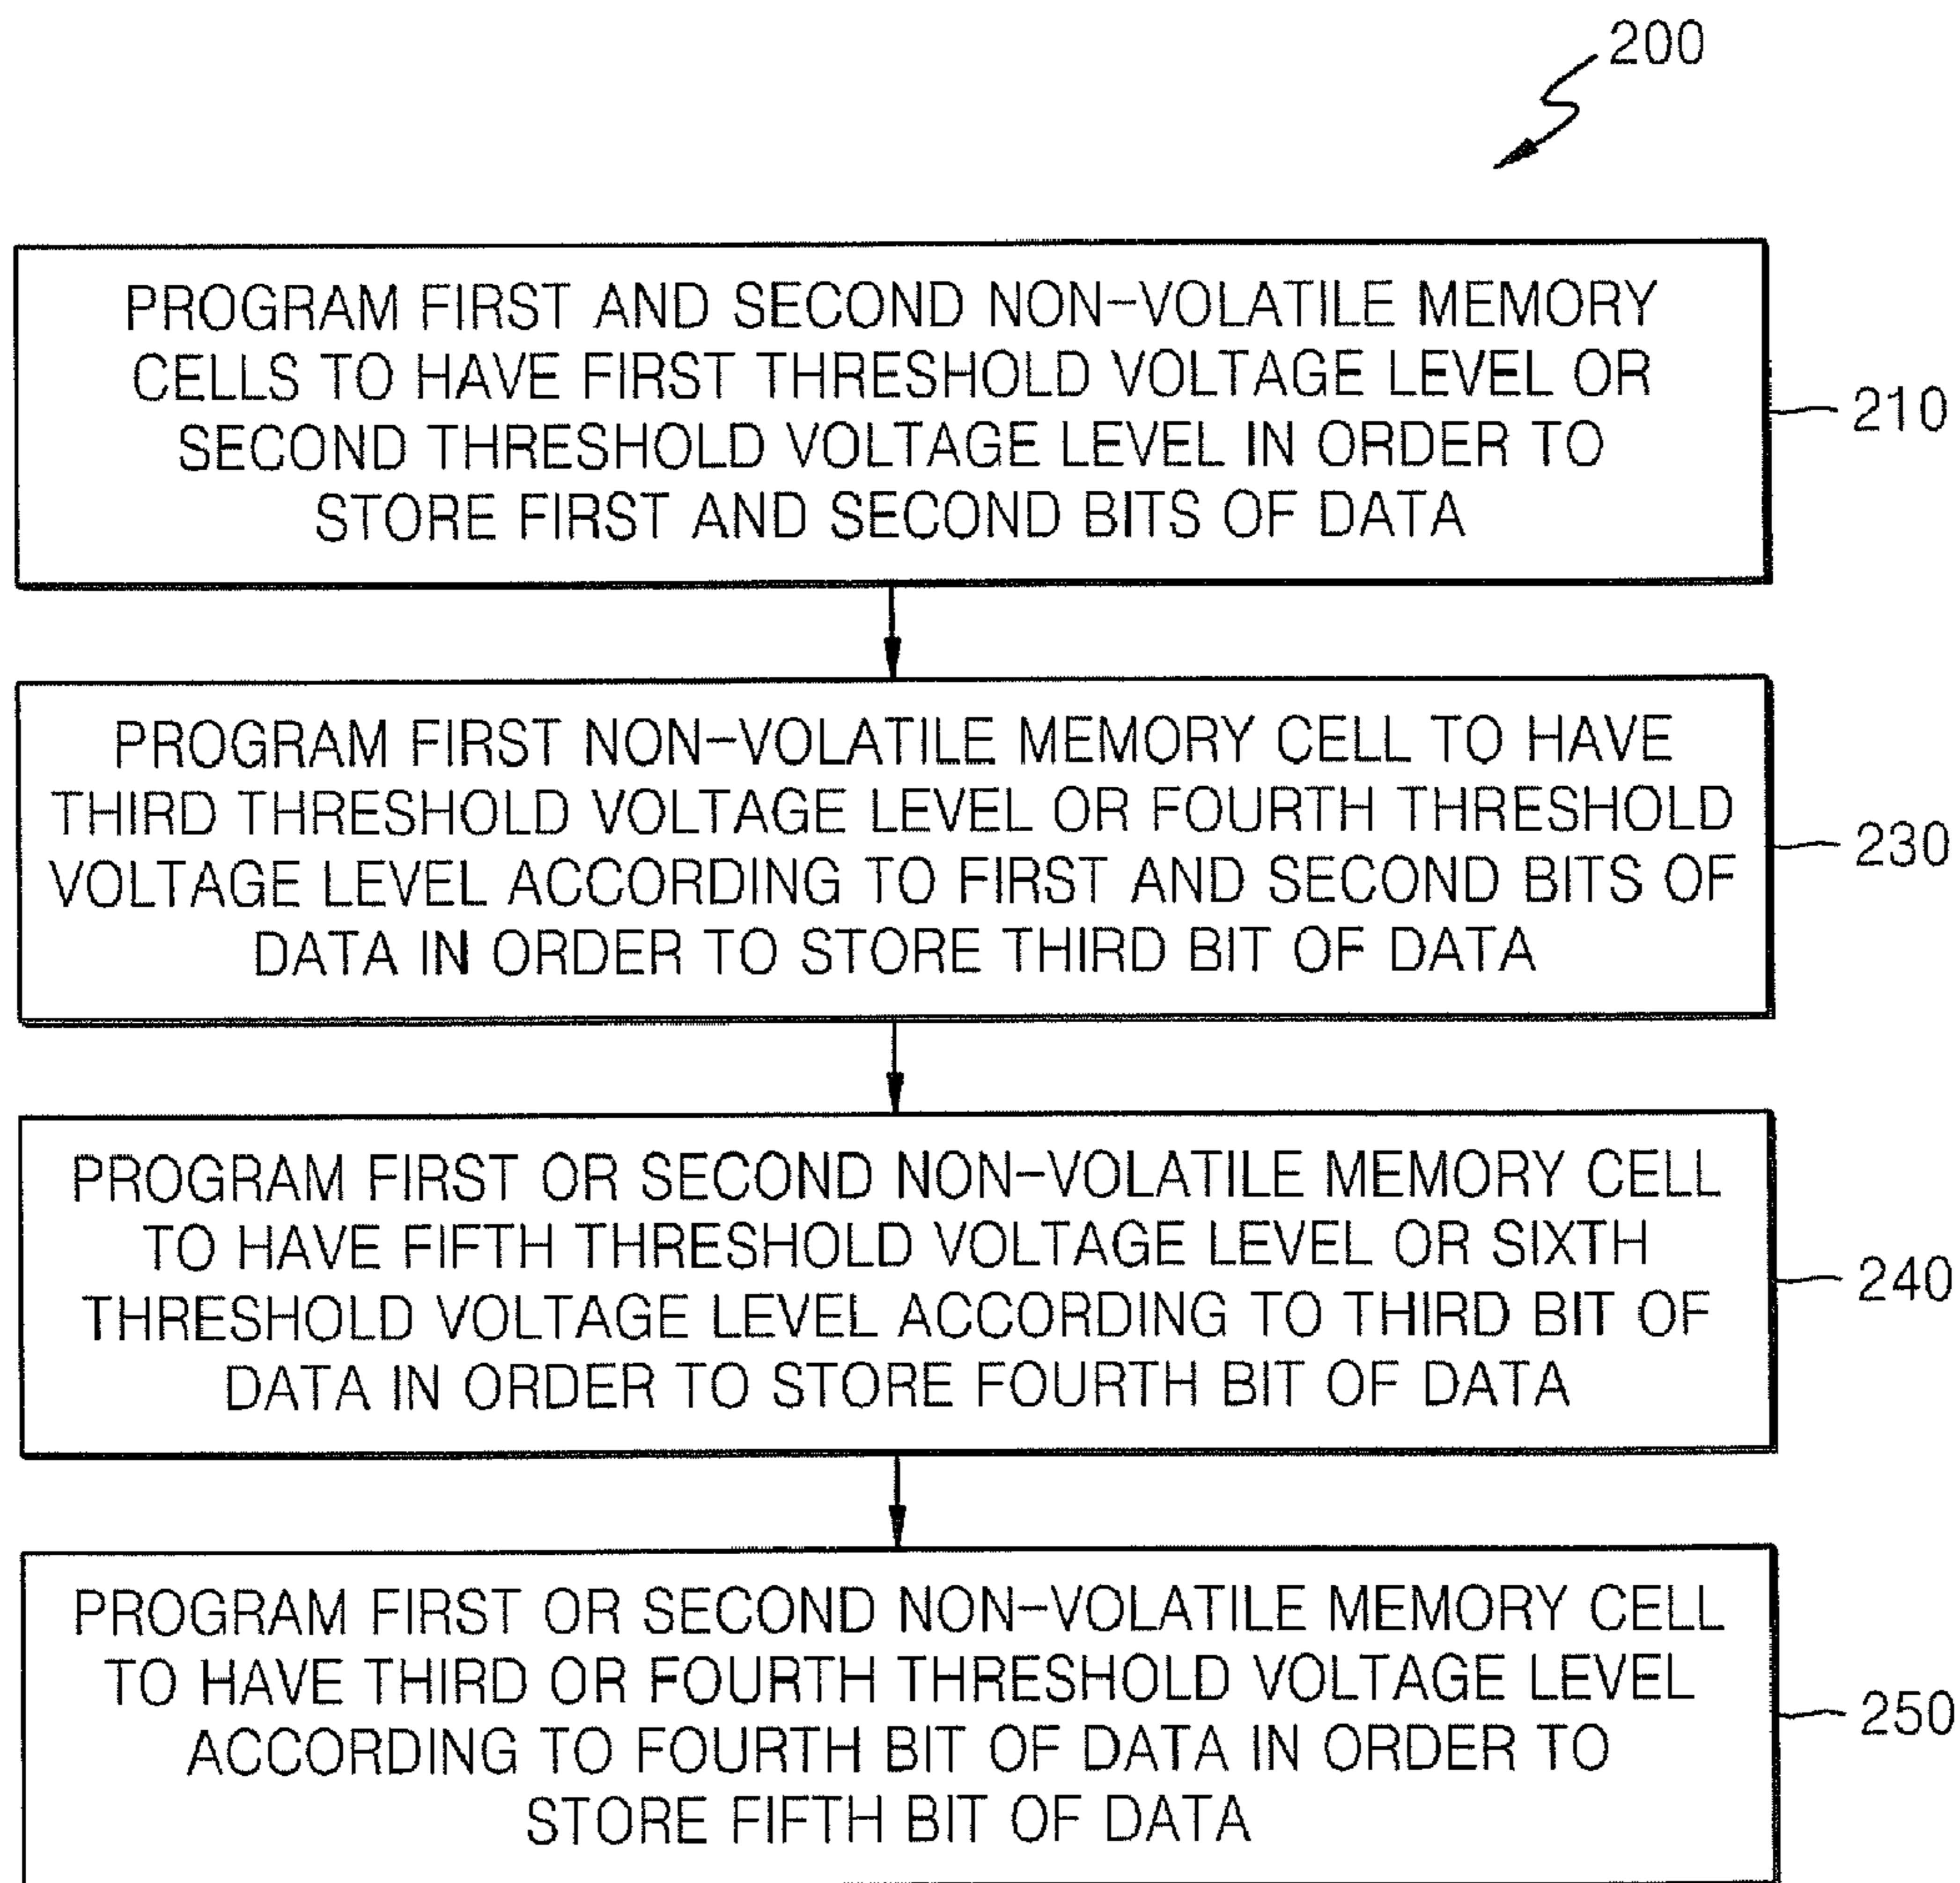 200
PROGRAM FIRST AND SECOND NON-VOLATILE MEMORY
CELLS TO HAVE FIRST THRESHOLD VOLTAGE LEVEL OR
SECOND THRESHOLD VOLTAGE LEVEL IN ORDER TO
STORE FIRST AND SECOND BITS OF DATA
210
PROGRAM FIRST NON-VOLATILE MEMORY CELL TO HAVE
THIRD THRESHOLD VOLTAGE LEVEL OR FOURTH THRESHOLD
VOLTAGE LEVEL ACCORDING TO FIRST AND SECOND BITS OF
DATA IN ORDER TO STORE THIRD BIT OF DATA
230
PROGRAM FIRST OR SECOND NON-VOLATILE MEMORY CELL
TO HAVE FIFTH THRESHOLD VOLTAGE LEVEL OR SIXTH
THRESHOLD VOLTAGE LEVEL ACCORDING TO THIRD BIT OF
DATA IN ORDER TO STORE FOURTH BIT OF DATA
240
PROGRAM FIRST OR SECOND NON-VOLATILE MEMORY CELL
TO HAVE THIRD OR FOURTH THRESHOLD VOLTAGE LEVEL
ACCORDING TO FOURTH BIT OF DATA IN ORDER TO
STORE FIFTH BIT OF DATA
250